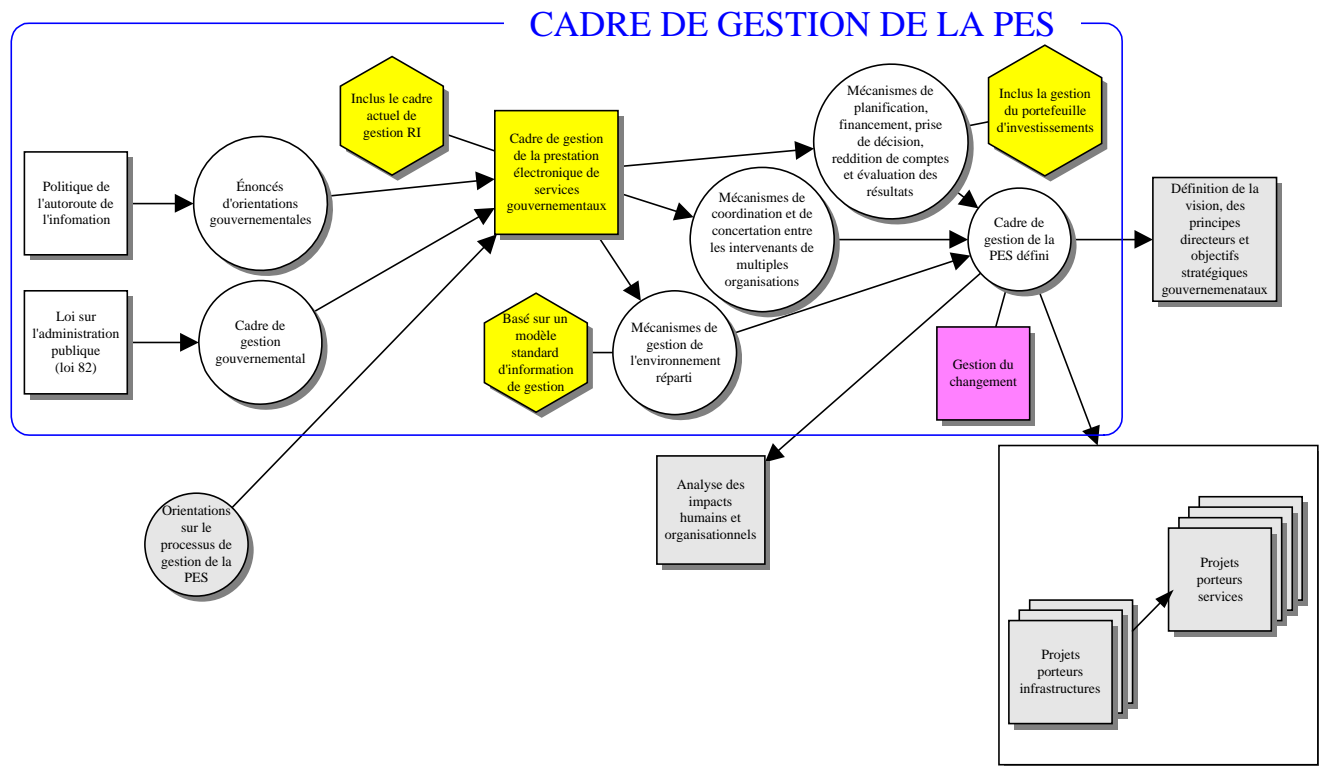 CADRE DE GESTION DE LA PES
Inclus le cadre
actuel de
gestion RI
Politique de
l'autoroute de
l'infomation
Énoncés
d'orientations
gouvernementales
Cadre de gestion
de la prestation
électronique de
services
gouvernementaux
Mécanismes de
planification,
financement, prise
de décision,
reddition de comptes
et évaluation des
résultats
Inclus la gestion
du portefeuille
d'investissements
Mécanismes de
coordination et de
concertation entre
les intervenants de
multiples
organisations
Cadre de
gestion de la
PES défini
Définition de la
vision, des
principes
directeurs et
objectifs
stratégiques
gouvernemenataux
Loi sur
l'administration
publique
(loi 82)
Cadre de
gestion
gouvernemental
Basé sur un
modèle
standard
d'information
de gestion
Mécanismes de
gestion de
l'environnement
réparti
Gestion du
changement
Orientations
sur le
processus de
gestion de la
PES
Analyse des
impacts
humains et
organisationnels
Projets
porteurs
services
Projets
porteurs
infrastructures